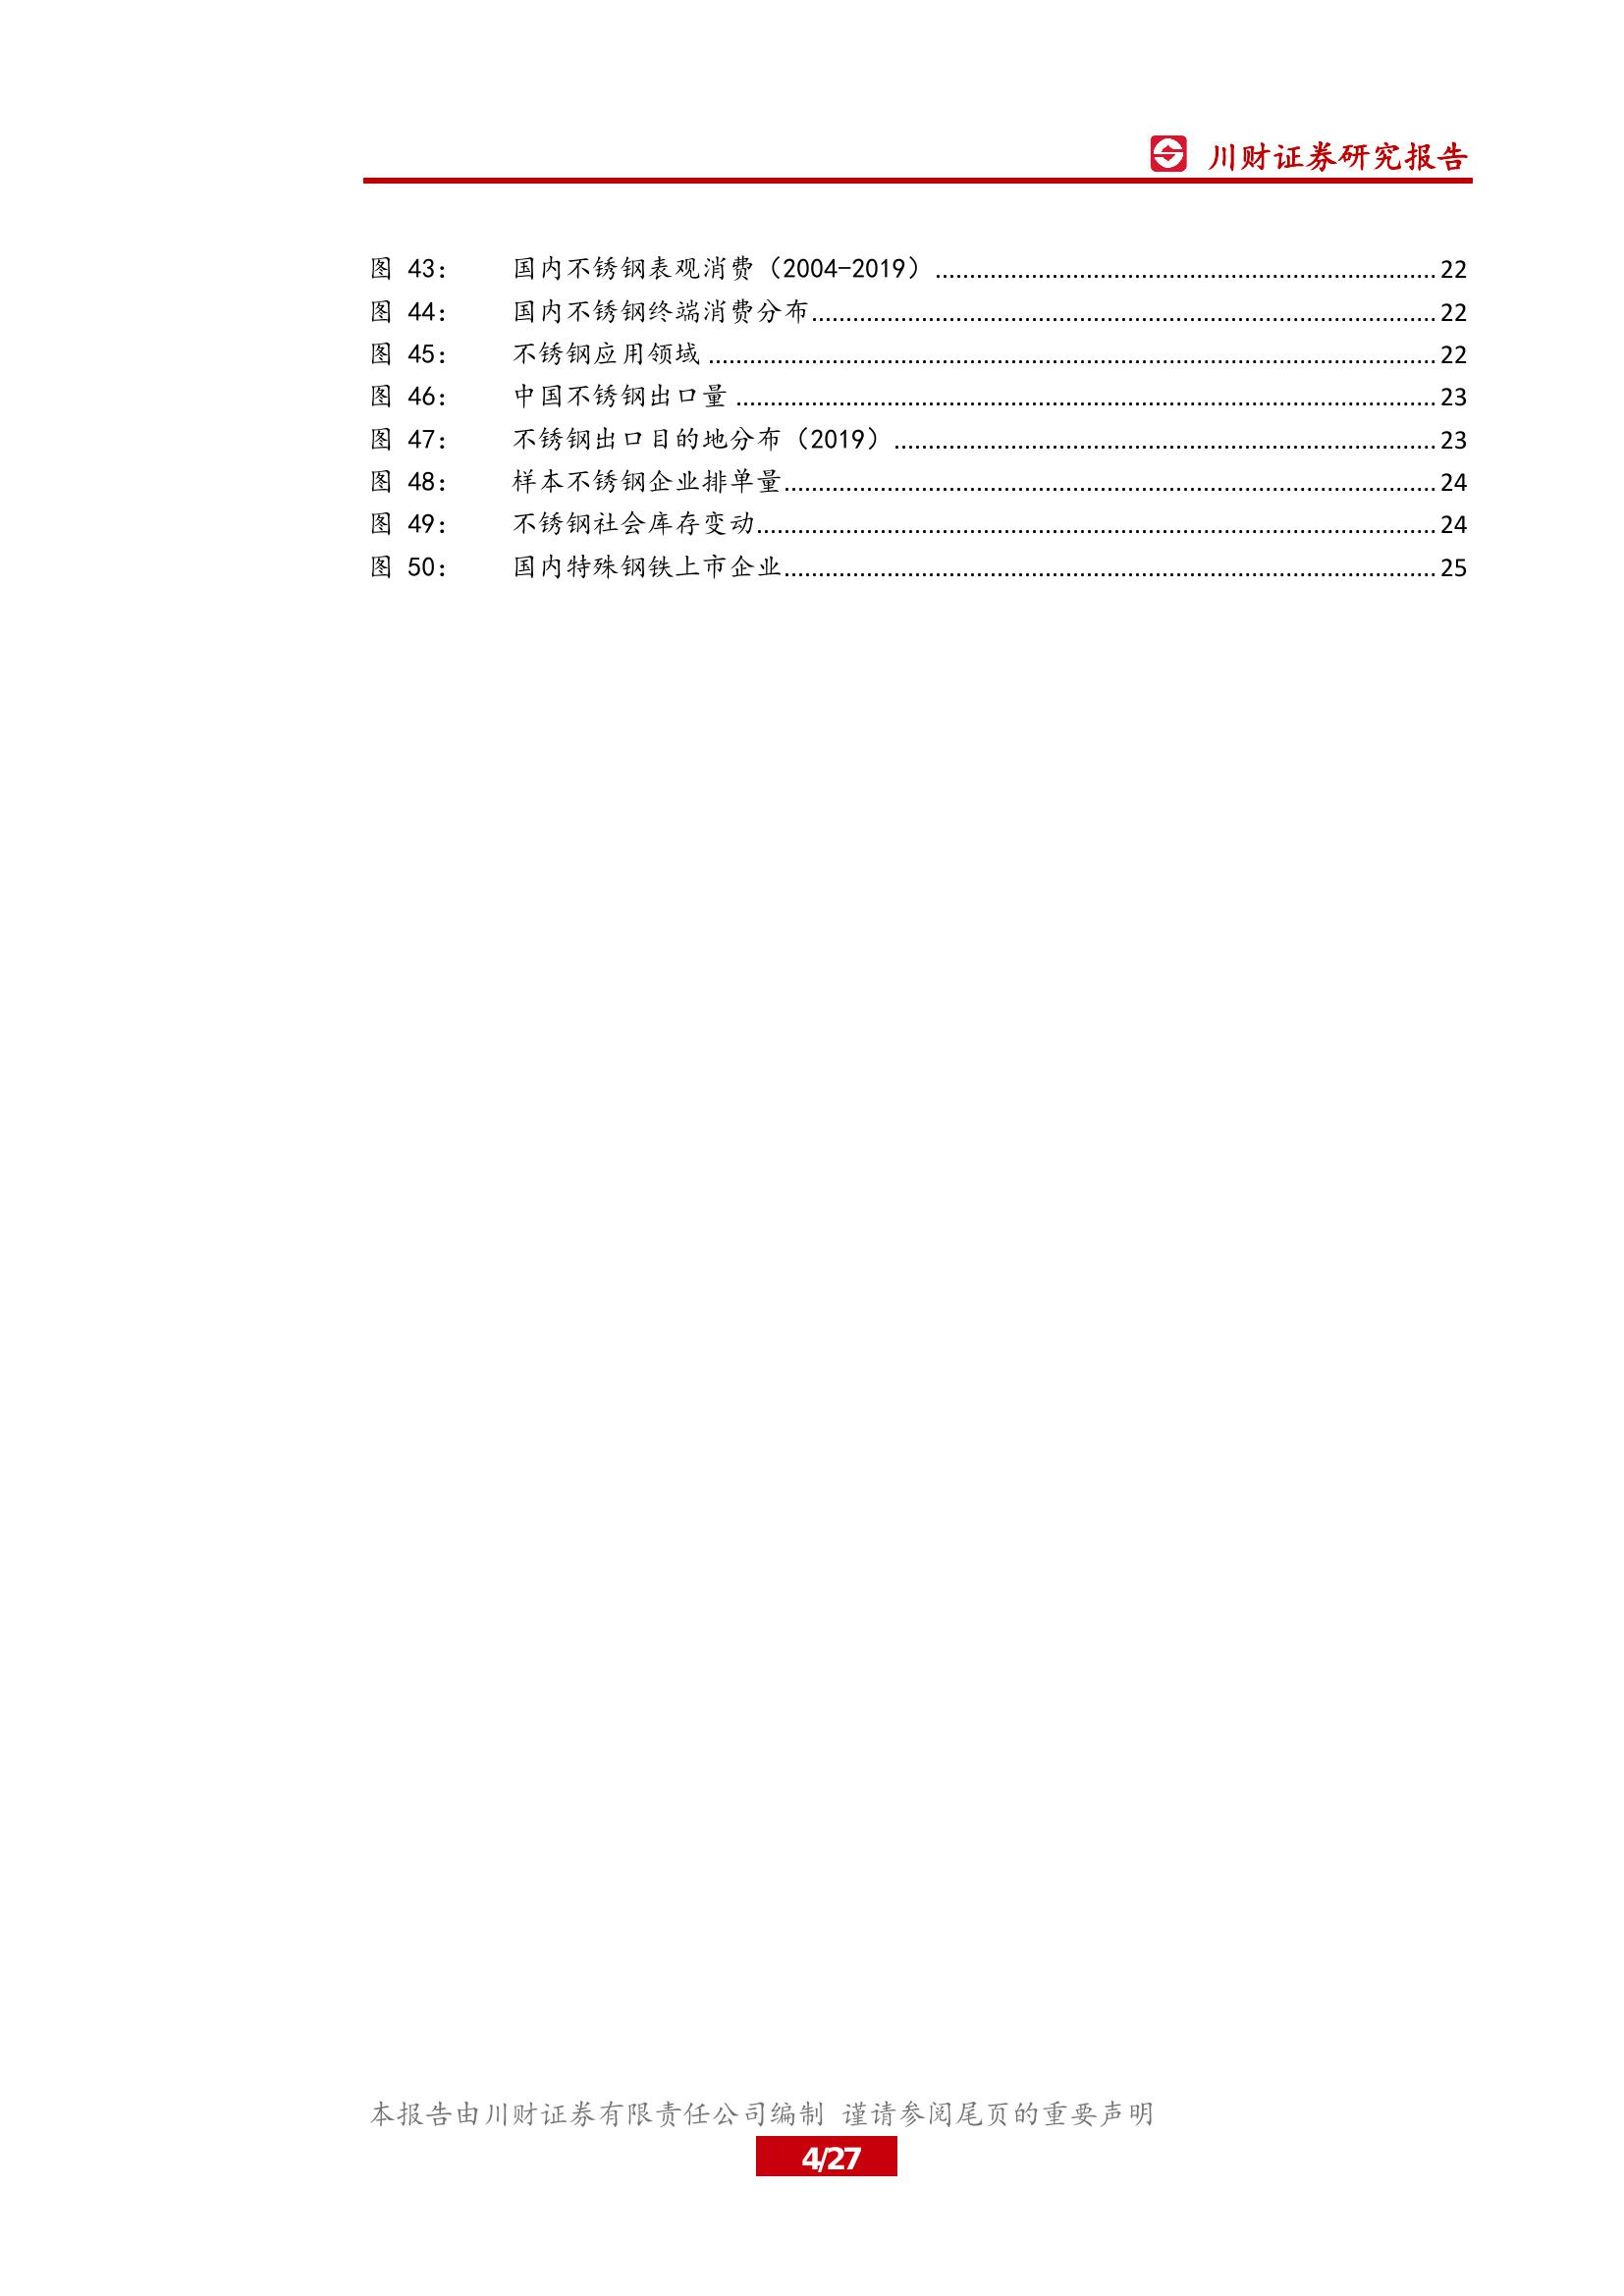 川财证券研究报告
图 43: 国内不锈钢表观消费（2004-2019）......22
图 44: 国内不锈钢终端消费分布......22
图 45: 不锈钢应用领域......22
图 46: 中国不锈钢出口量......23
图 47: 不锈钢出口目的地分布（2019）......23
图 48: 样本不锈钢企业排单量......24
图 49: 不锈钢社会库存变动......24
图 50: 国内特殊钢铁上市企业......25
本报告由川财证券有限责任公司编制 谨请参阅尾页的重要声明
4/27